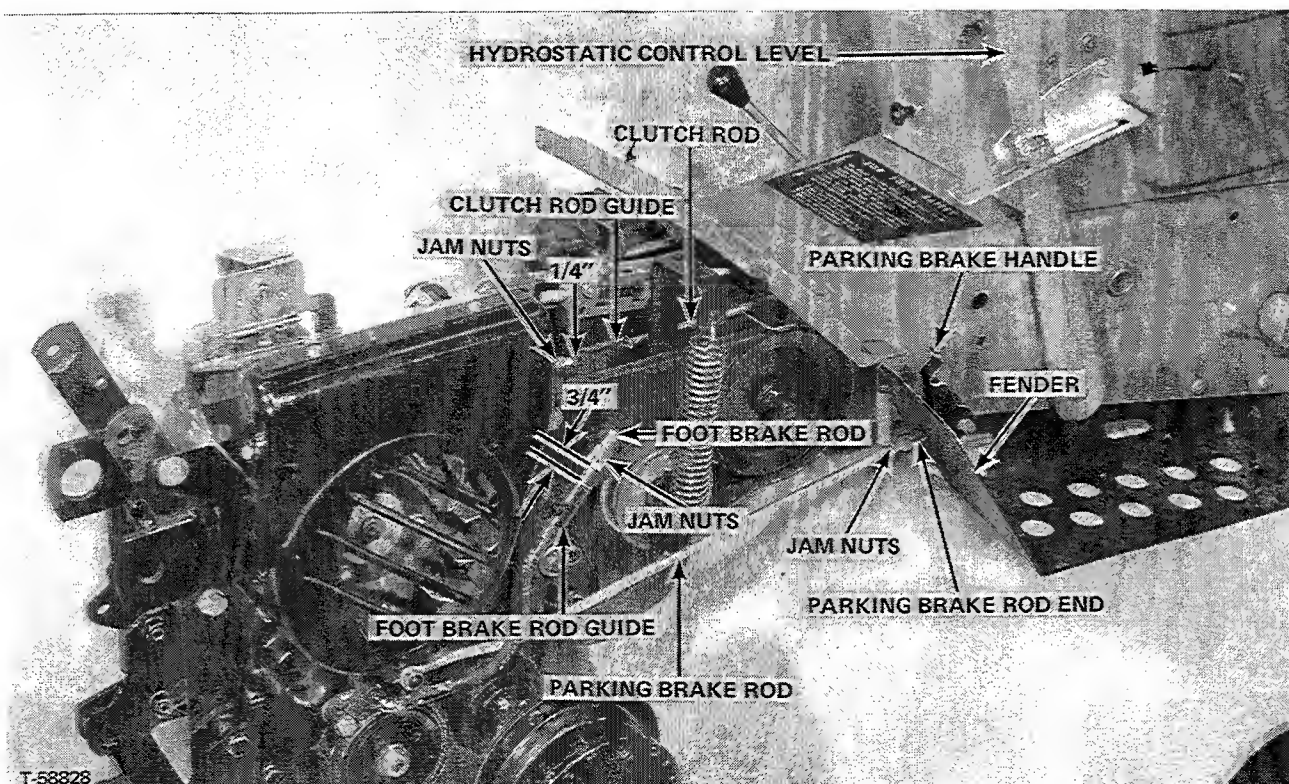 HYDROSTATIC CONTROL LEVEL
CLUTCH ROD
CLUTCH ROD GUIDE
JAM NUTS
1/4"
PARKING BRAKE HANDLE
3/4"
FENDER
FOOT BRAKE ROD
JAM NUTS
JAM NUTS
FOOT BRAKE ROD GUIDE
PARKING BRAKE ROD END
PARKING BRAKE ROD
T-58828